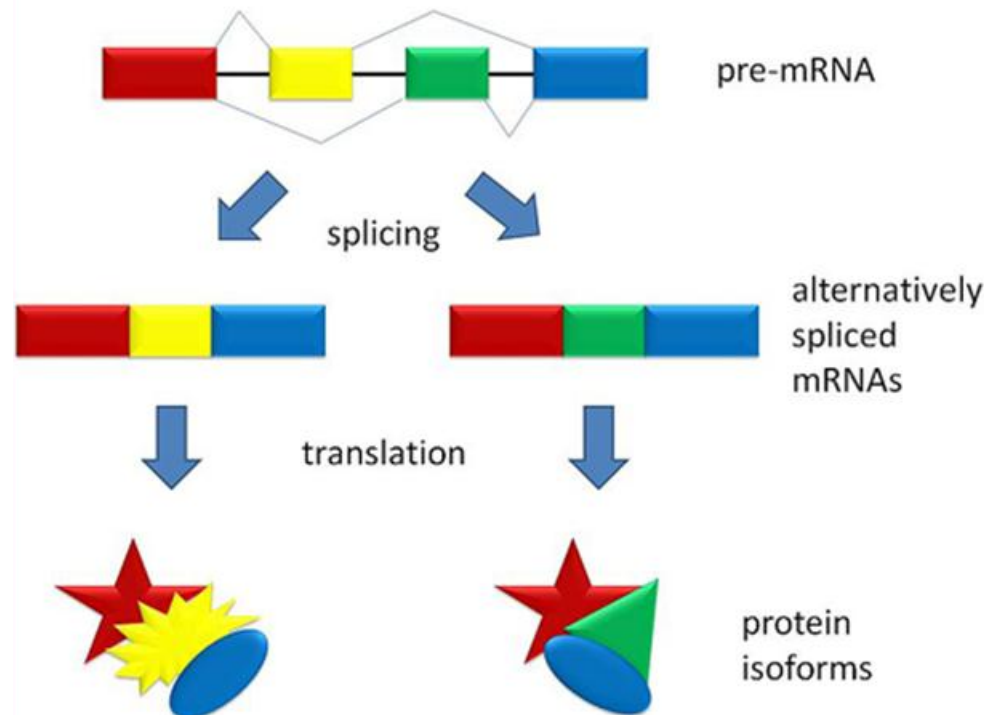 pre-mRNA
splicing
alternatively
spliced
mRNAs
translation
protein
isoforms